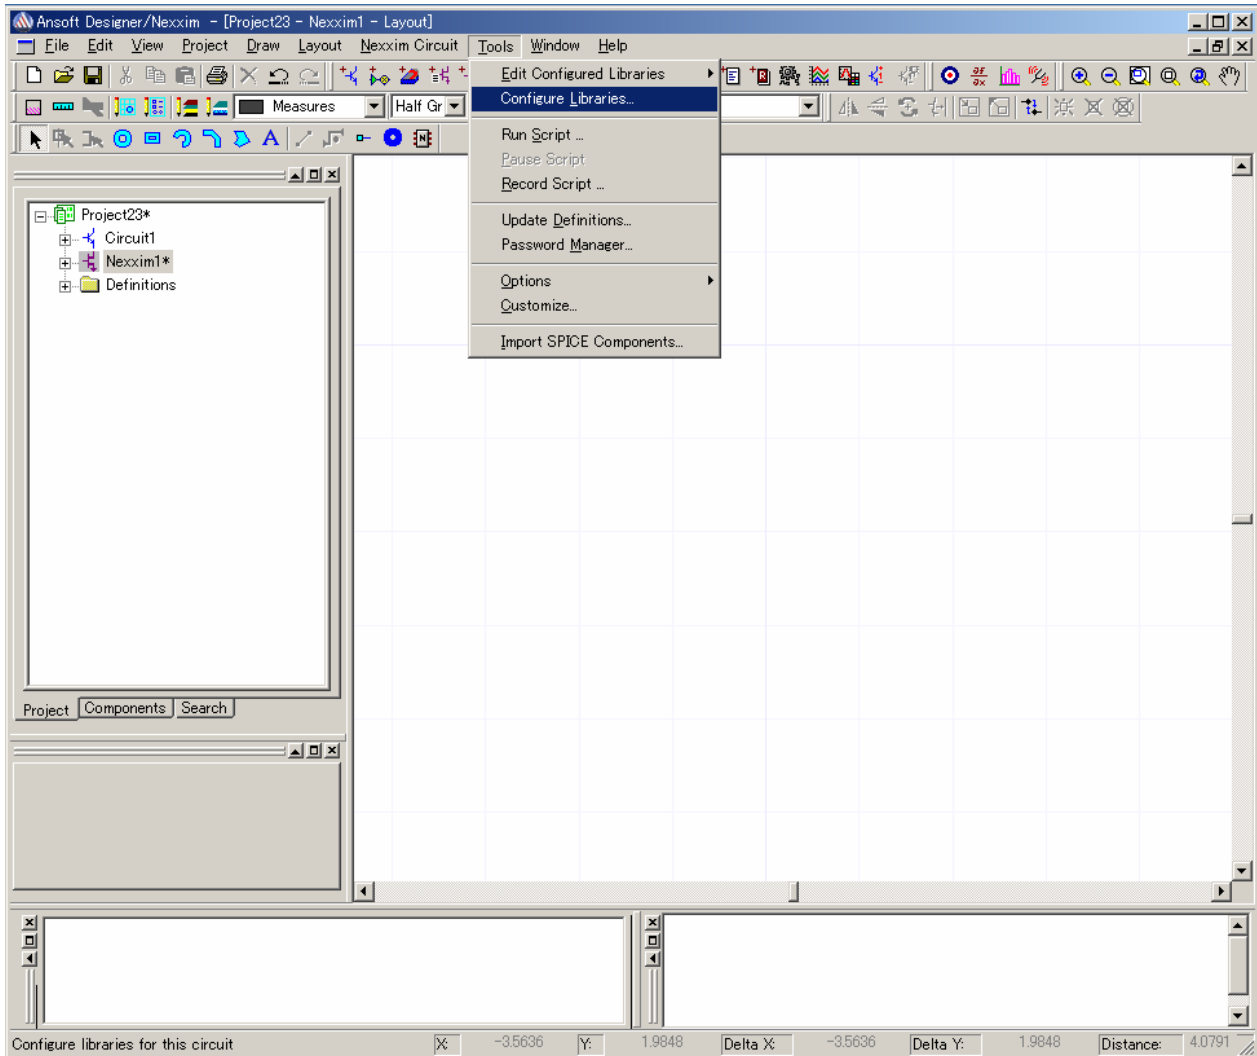 Ansoft Designer/Nexxim - [Project23 - Nexxim1 - Layout]
File Edit View Project Draw Layout Nexxim Circuit Tools Window Help
Edit Configured Libraries
Configure Libraries...
Measures
Half Gr
Run Script ...
Pause Script
Record Script ...
Update Definitions...
Password Manager...
Options
Customize...
Import SPICE Components...
Project23*
Circuit1
Nexxim1*
Definitions
Project Components Search
Configure libraries for this circuit X: -3.5636 Y: 1.9848 Delta X: -3.5636 Delta Y: 1.9848 Distance: 4.0791